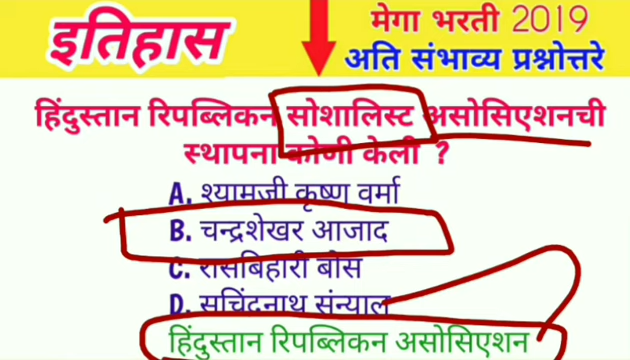 इतिहास
मेगा भरती 2019
अति संभाव्य प्रश्नोत्तरे
हिंदुस्तान रिपब्लिकन सोशालिस्ट असोसिएशनची
स्थापना कोणी केली ?
A. श्यामजी कृष्ण वर्मा
B. चन्द्रशेखर आजाद
C. रासबिहारी बोस
D. सचिंद्रनाथ संन्याल
हिंदुस्तान रिपब्लिकन असोसिएशन